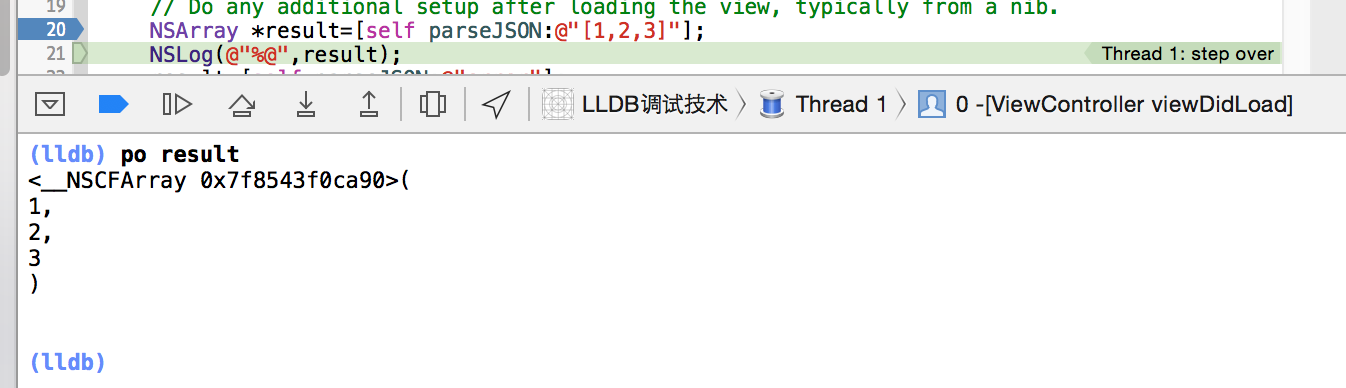 19 // Do any additional setup after loading the view, typically from a nib.
20 NSArray *result=[self parseJSON:@"[1,2,3]"];
21 NSLog(@"%@",result); Thread 1: step over
LLDB调试技术 Thread 1 0 -[ViewController viewDidLoad]
(lldb) po result
<__NSCFArray 0x7f8543f0ca90>(
1,
2,
3
)
(lldb)